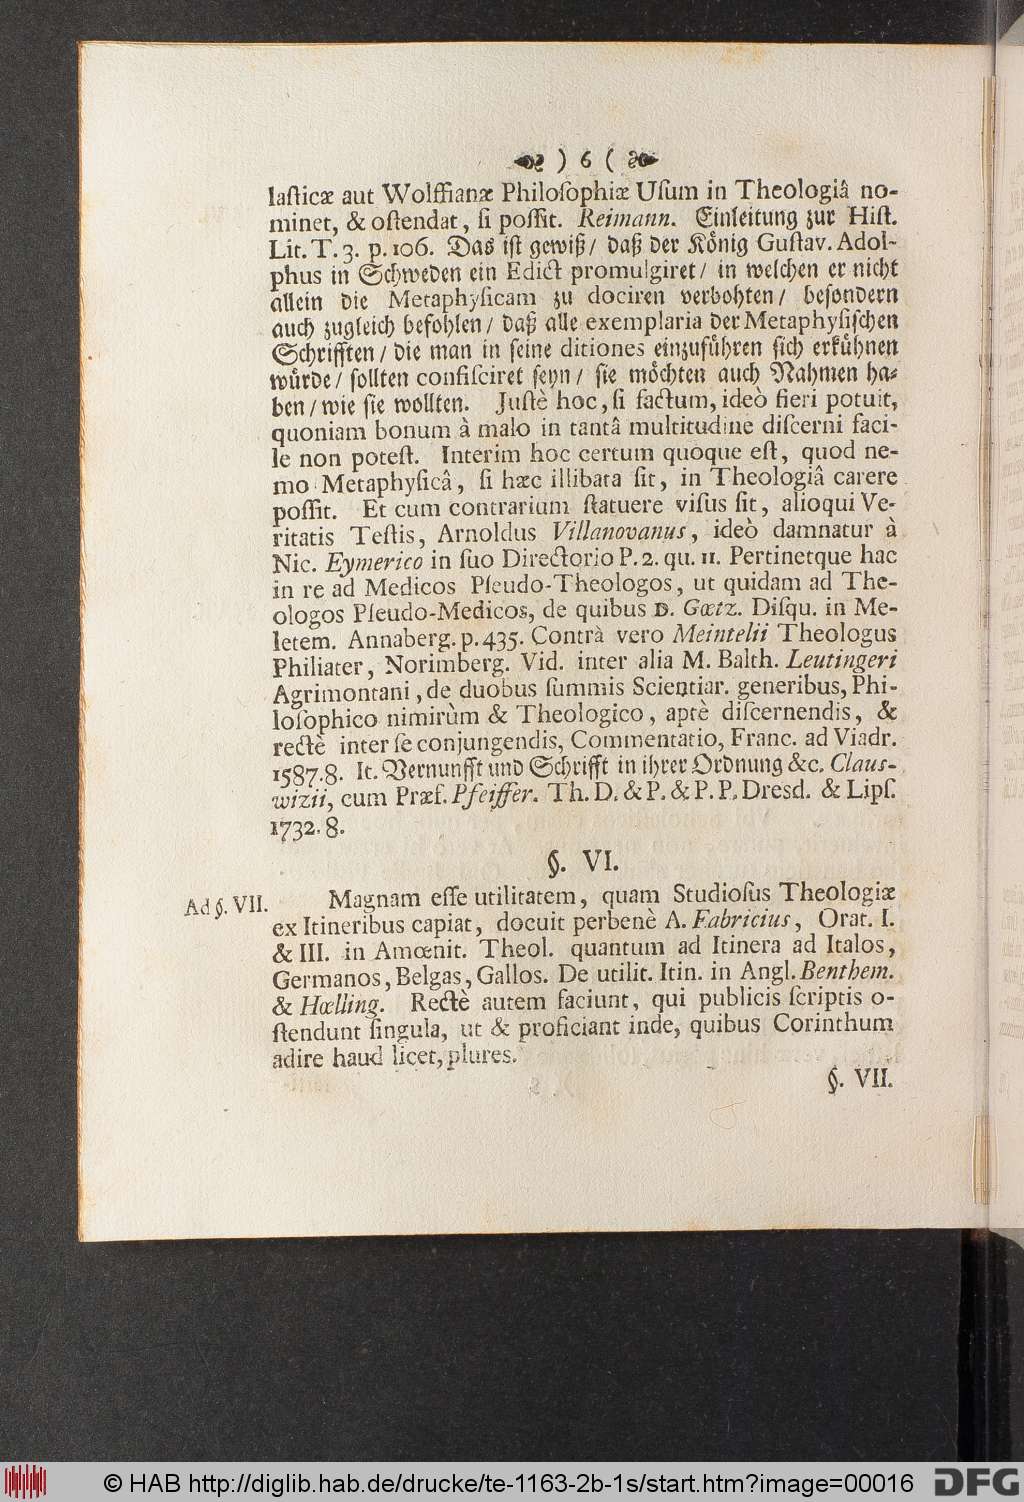 ) 6 (
laſticæ aut Wolffianæ Philoſophiæ Uſum in Theologiâ no-
minet, & oſtendat, ſi poſſit. Reimann. Einleitung zur Hiſt.
Lit. T. 3. p. 106. Das iſt gewiß/ daß der König Guſtav. Adol-
phus in Schweden ein Edict promulgiret/ in welchen er nicht
allein die Metaphyſicam zu dociren verbohten/ beſondern
auch zugleich befohlen/ daß alle exemplaria der Metaphyſiſchen
Schrifften/ die man in ſeine ditiones einzuführen ſich erkühnen
würde/ ſollten confiſciret ſeyn/ ſie möchten auch Nahmen ha-
ben/ wie ſie wollten. Juſtè hoc, ſi factum, ideò fieri potuit,
quoniam bonum à malo in tantâ multitudine diſcerni faci-
le non poteſt. Interim hoc certum quoque eſt, quod ne-
mo Metaphyſicâ, ſi hæc illibata ſit, in Theologiâ carere
poſſit. Et cum contrarium ſtatuere viſus ſit, alioqui Ve-
ritatis Teſtis, Arnoldus Villanovanus, ideò damnatur à
Nic. Eymerico in ſuo Directorio P. 2. qu. 11. Pertinetque hac
in re ad Medicos Pſeudo-Theologos, ut quidam ad The-
ologos Pſeudo-Medicos, de quibus D. Gœtz. Diſqu. in Me-
letem. Annaberg. p. 435. Contrà vero Meintelii Theologus
Philiater, Norimberg. Vid. inter alia M. Balth. Leutingeri
Agrimontani, de duobus ſummis Scientiar. generibus, Phi-
loſophico nimirùm & Theologico, aptè diſcernendis, &
rectè inter ſe conjungendis, Commentatio, Franc. ad Viadr.
1587. 8. It. Vernunfft und Schrifft in ihrer Ordnung &c. Claus-
wizii, cum Præf. Pfeiffer. Th. D. & P. & P. P. Dresd. & Lipſ.
1732. 8.
§. VI.
Ad §. VII. Magnam eſſe utilitatem, quam Studioſus Theologiæ
ex Itineribus capiat, docuit perbenè A. Fabricius, Orat. I.
& III. in Amœnit. Theol. quantum ad Itinera ad Italos,
Germanos, Belgas, Gallos. De utilit. Itin. in Angl. Benthem.
& Hœlling. Rectè autem faciunt, qui publicis ſcriptis o-
ſtendunt ſingula, ut & proficiant inde, quibus Corinthum
adire haud licet, plures.
§. VII.
© HAB http://diglib.hab.de/drucke/te-1163-2b-1s/start.htm?image=00016
DFG